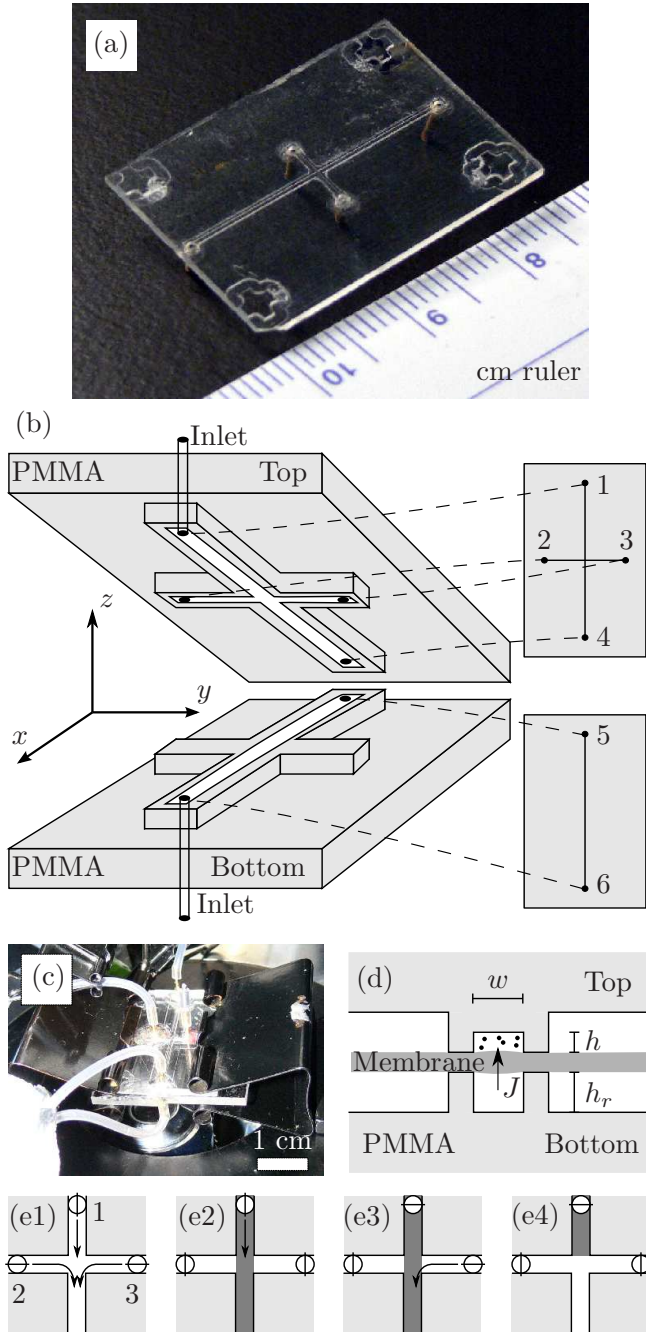 (a)
8
9
10
cm ruler
(b)
Inlet
PMMA Top
1
2 3
4
z
y
x
5
6
PMMA Bottom
Inlet
(c)
1 cm
(d)
w
Top
h
Membrane
J
h_r
PMMA Bottom
(e1) 1
2 3
(e2)
(e3)
(e4)